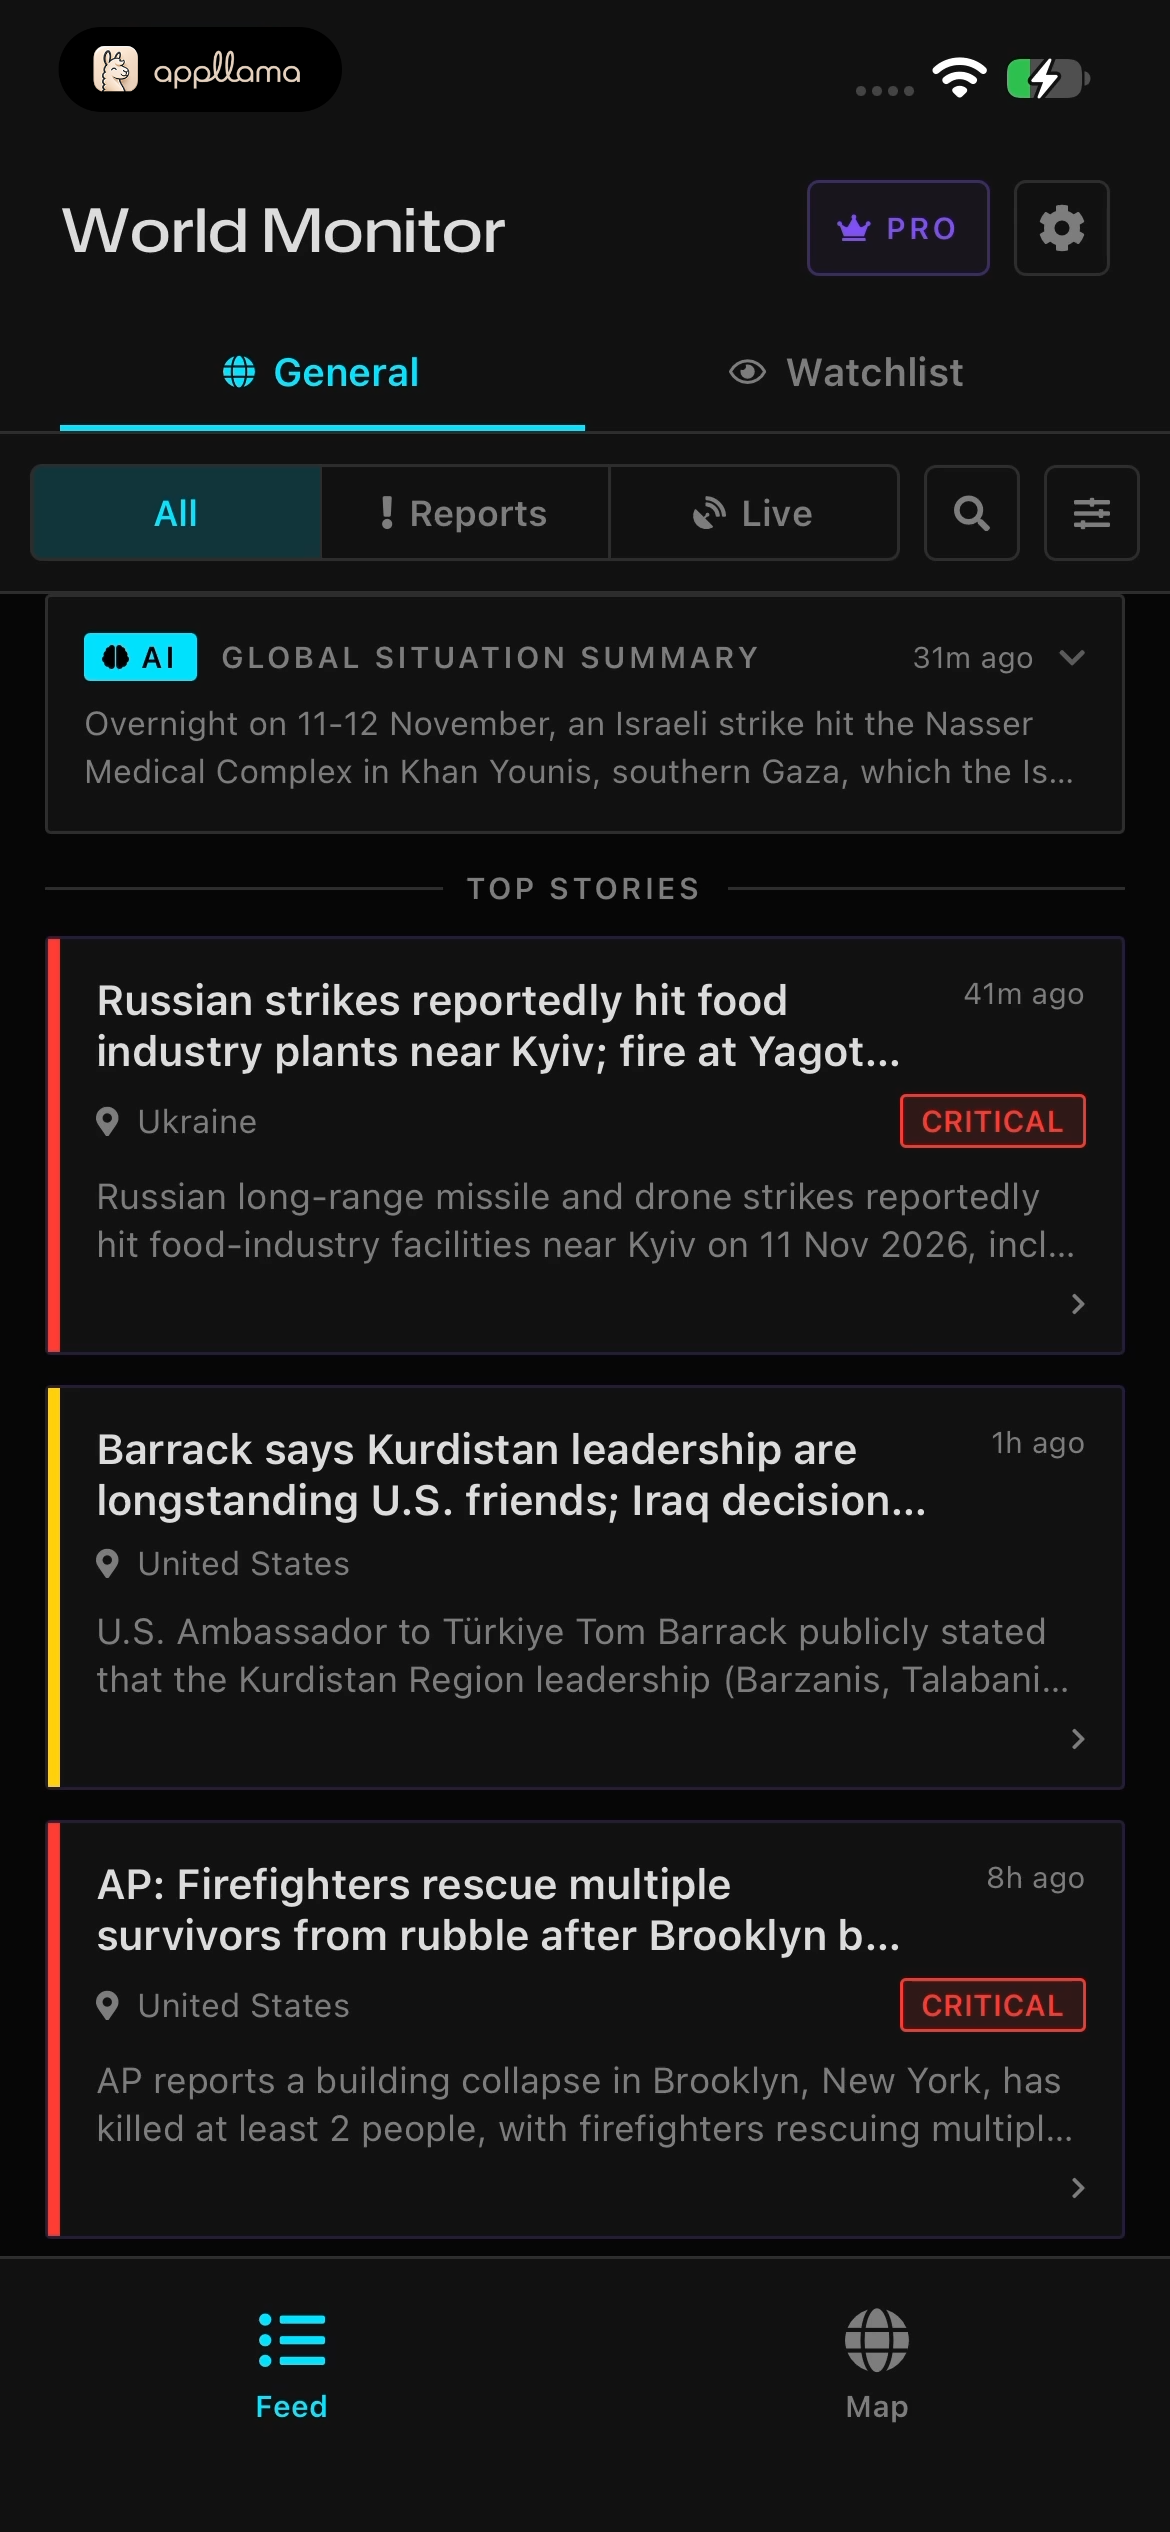 appllama
World Monitor
PRO
General
Watchlist
All
Reports
Live
AI GLOBAL SITUATION SUMMARY 31m ago
Overnight on 11-12 November, an Israeli strike hit the Nasser
Medical Complex in Khan Younis, southern Gaza, which the Is...
TOP STORIES
Russian strikes reportedly hit food 41m ago
industry plants near Kyiv; fire at Yagot...
Ukraine CRITICAL
Russian long-range missile and drone strikes reportedly
hit food-industry facilities near Kyiv on 11 Nov 2026, incl...
Barrack says Kurdistan leadership are 1h ago
longstanding U.S. friends; Iraq decision...
United States
U.S. Ambassador to Türkiye Tom Barrack publicly stated
that the Kurdistan Region leadership (Barzanis, Talabani...
AP: Firefighters rescue multiple 8h ago
survivors from rubble after Brooklyn b...
United States CRITICAL
AP reports a building collapse in Brooklyn, New York, has
killed at least 2 people, with firefighters rescuing multipl...
Feed
Map